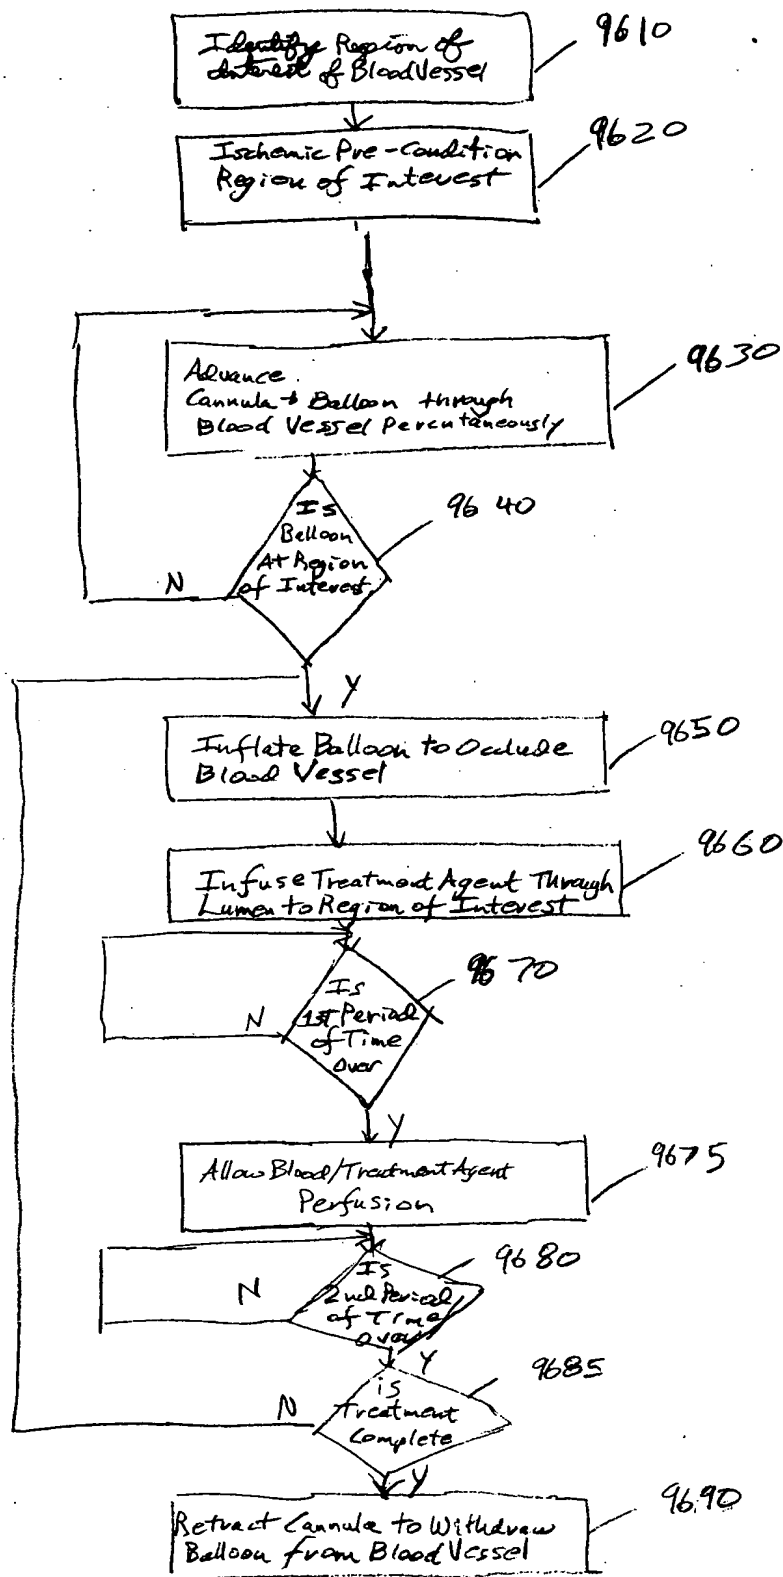 Identify Region of
Interest of Blood Vessel
9610
Ischemic Pre-Condition
Region of Interest
9620
Advance
Cannula + Balloon through
Blood Vessel Percutaneously
9630
Is
Balloon
At Region
of Interest
9640
N
Y
Inflate Balloon to Occlude
Blood Vessel
9650
Infuse Treatment Agent Through
Lumen to Region of Interest
9660
Is
1st Period
of Time
Over
9670
N
Y
Allow Blood/Treatment Agent
Perfusion
9675
Is
2nd Period
of Time
over
9680
N
Y
is
Treatment
Complete
9685
N
Y
Retract Cannula to Withdraw
Balloon from Blood Vessel
9690